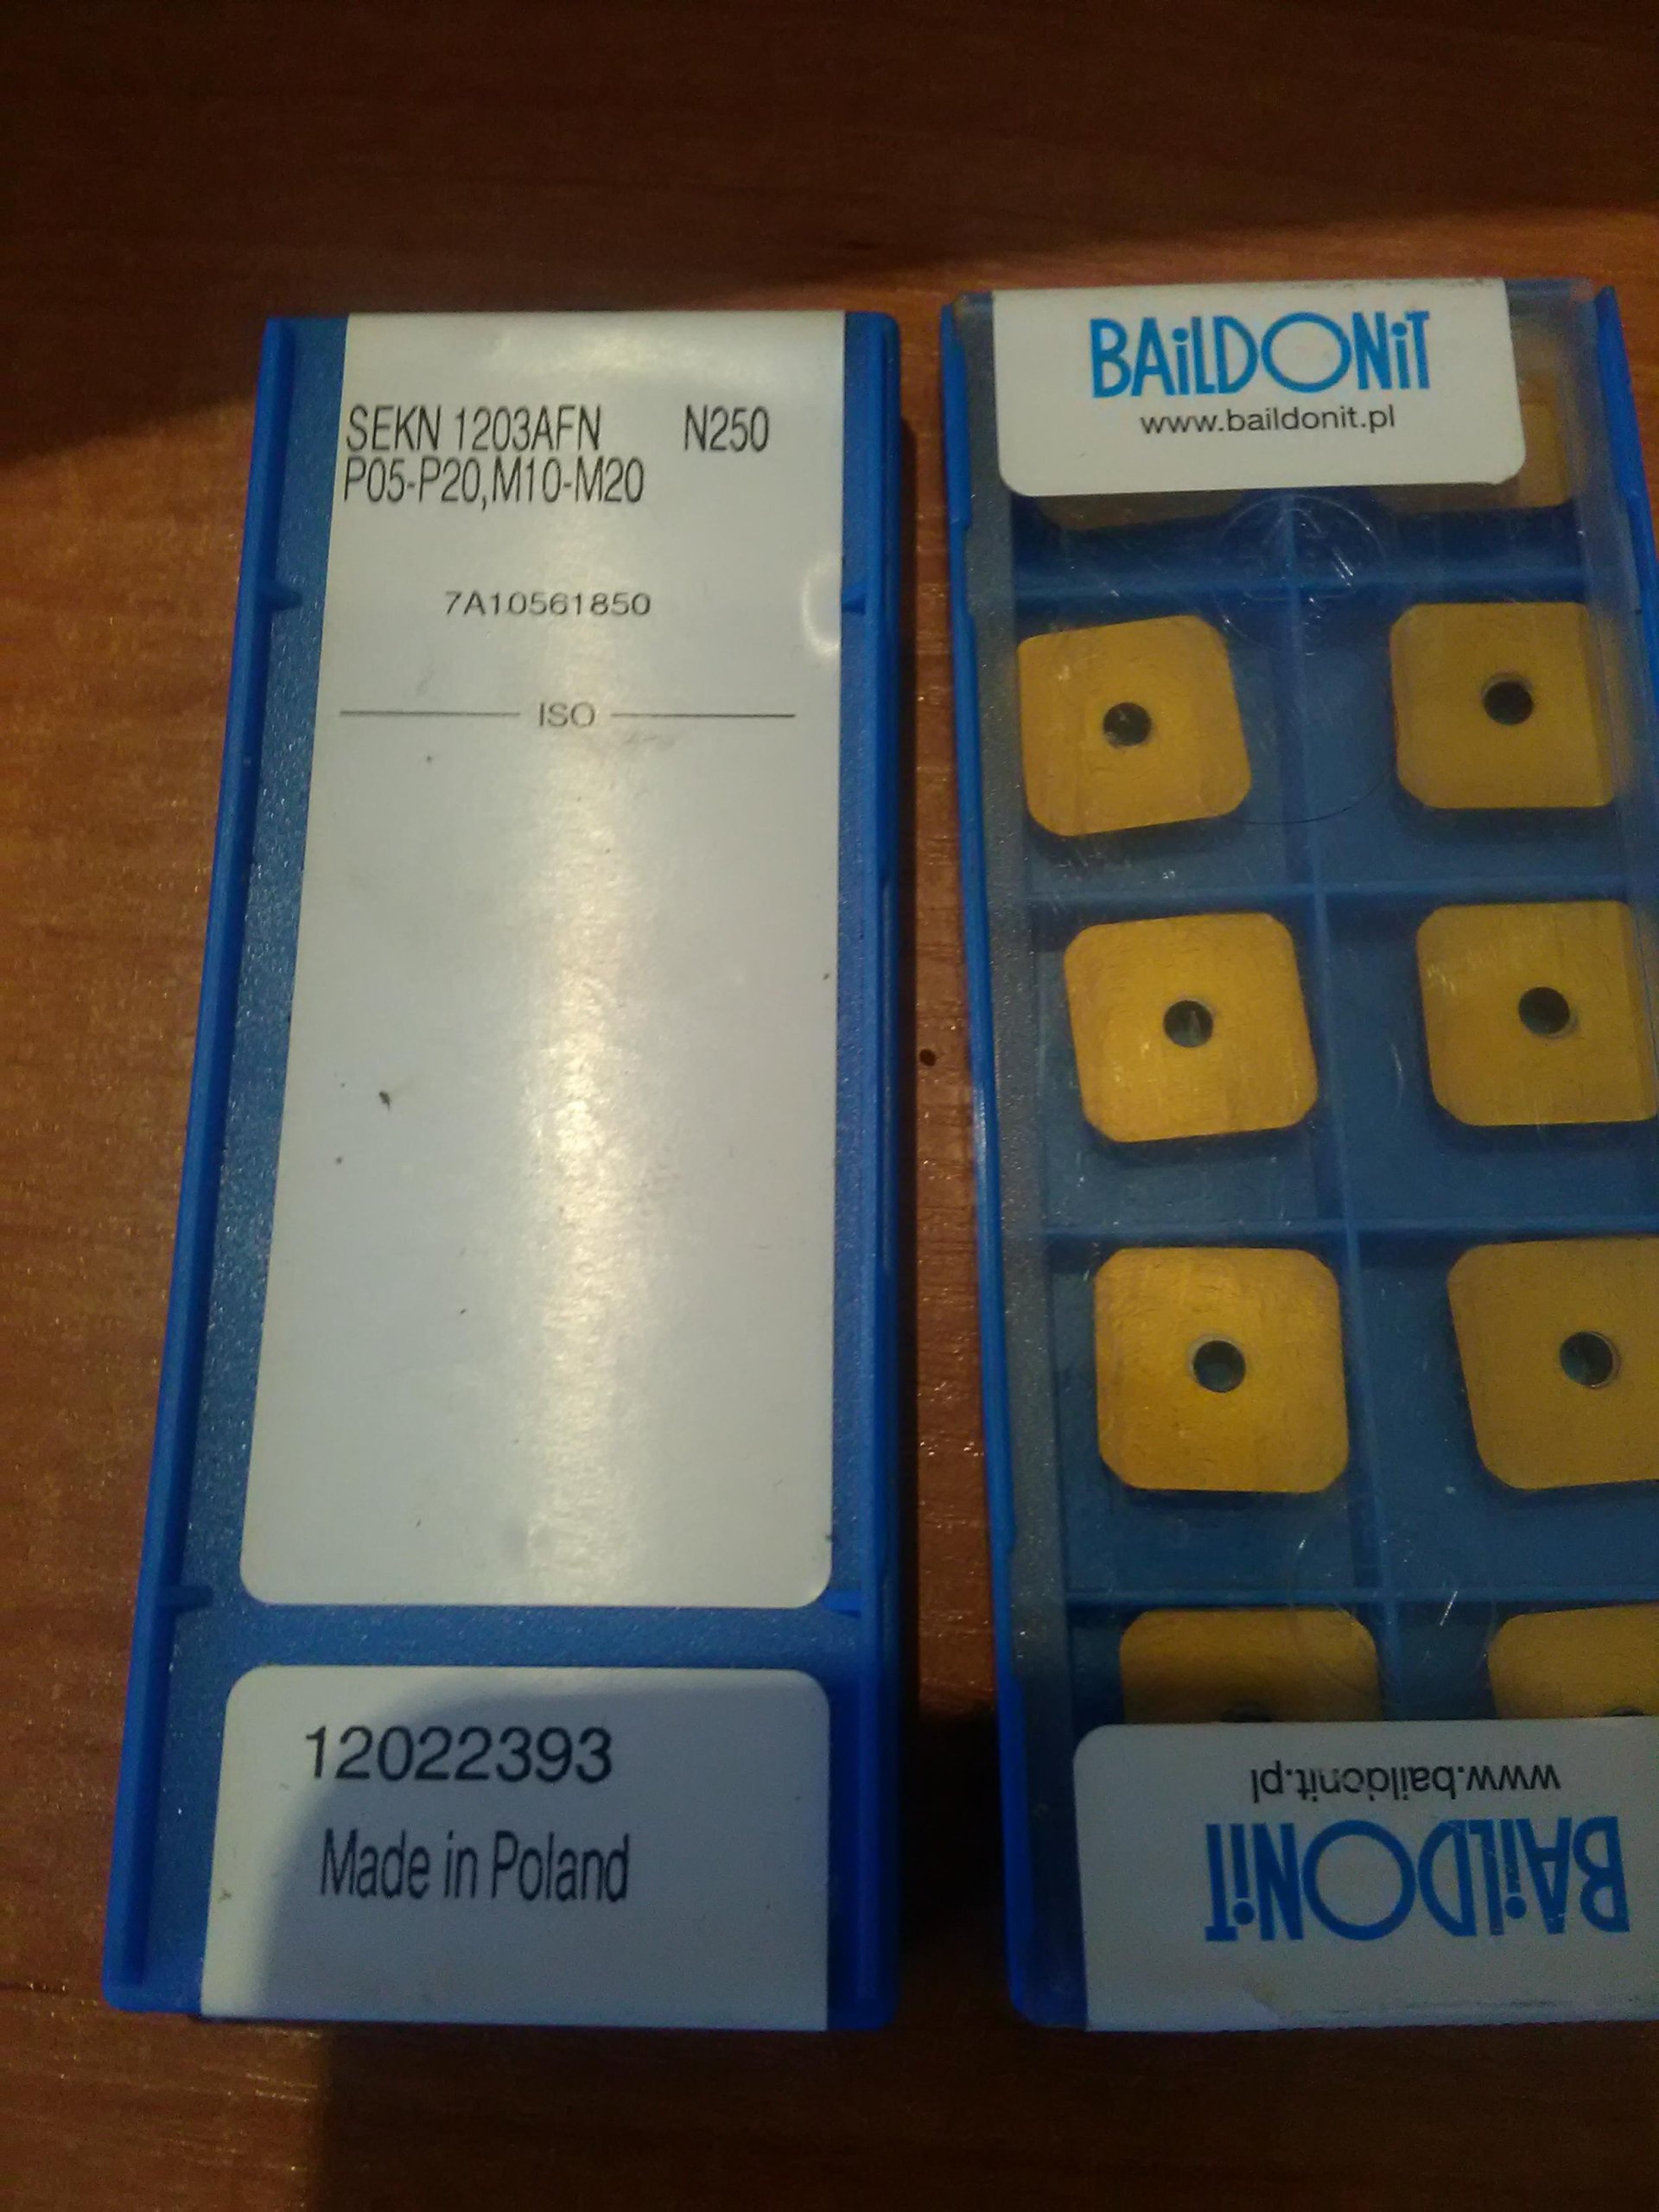 SEKN 1203AFN N250
P05-P20,M10-M20
7A10561850
ISO
12022393
Made in Poland
BAiLDONiT
www.baildonit.pl
www.baildonit.pl
BAiLDONiT